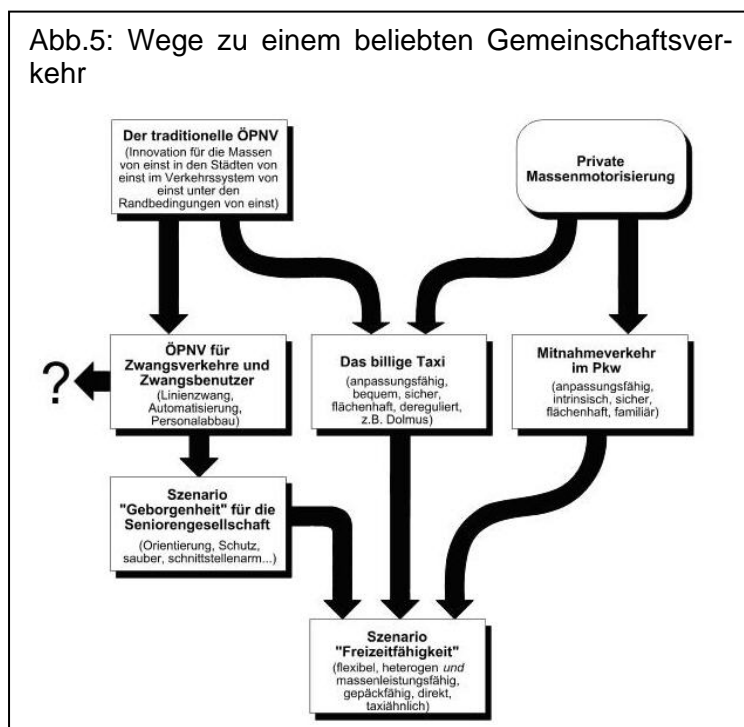 Abb.5: Wege zu einem beliebten Gemeinschaftsver-
kehr
Der traditionelle ÖPNV
(Innovation für die Massen
von einst in den Städten von
einst im Verkehrssystem von
einst unter den
Randbedingungen von einst)
Private
Massenmotorisierung
?
ÖPNV für
Zwangsverkehre und
Zwangsbenutzer
(Linienzwang,
Automatisierung,
Personalabbau)
Das billige Taxi
(anpassungsfähig,
bequem, sicher,
flächenhaft, dereguliert,
z.B. Dolmus)
Mitnahmeverkehr
im Pkw
(anpassungsfähig,
intrinsisch, sicher,
flächenhaft, familiär)
Szenario
"Geborgenheit" für die
Seniorengesellschaft
(Orientierung, Schutz,
sauber, schnittstellenarm...)
Szenario
"Freizeitfähigkeit"
(flexibel, heterogen und
massenleistungsfähig,
gepäckfähig, direkt,
taxiähnlich)